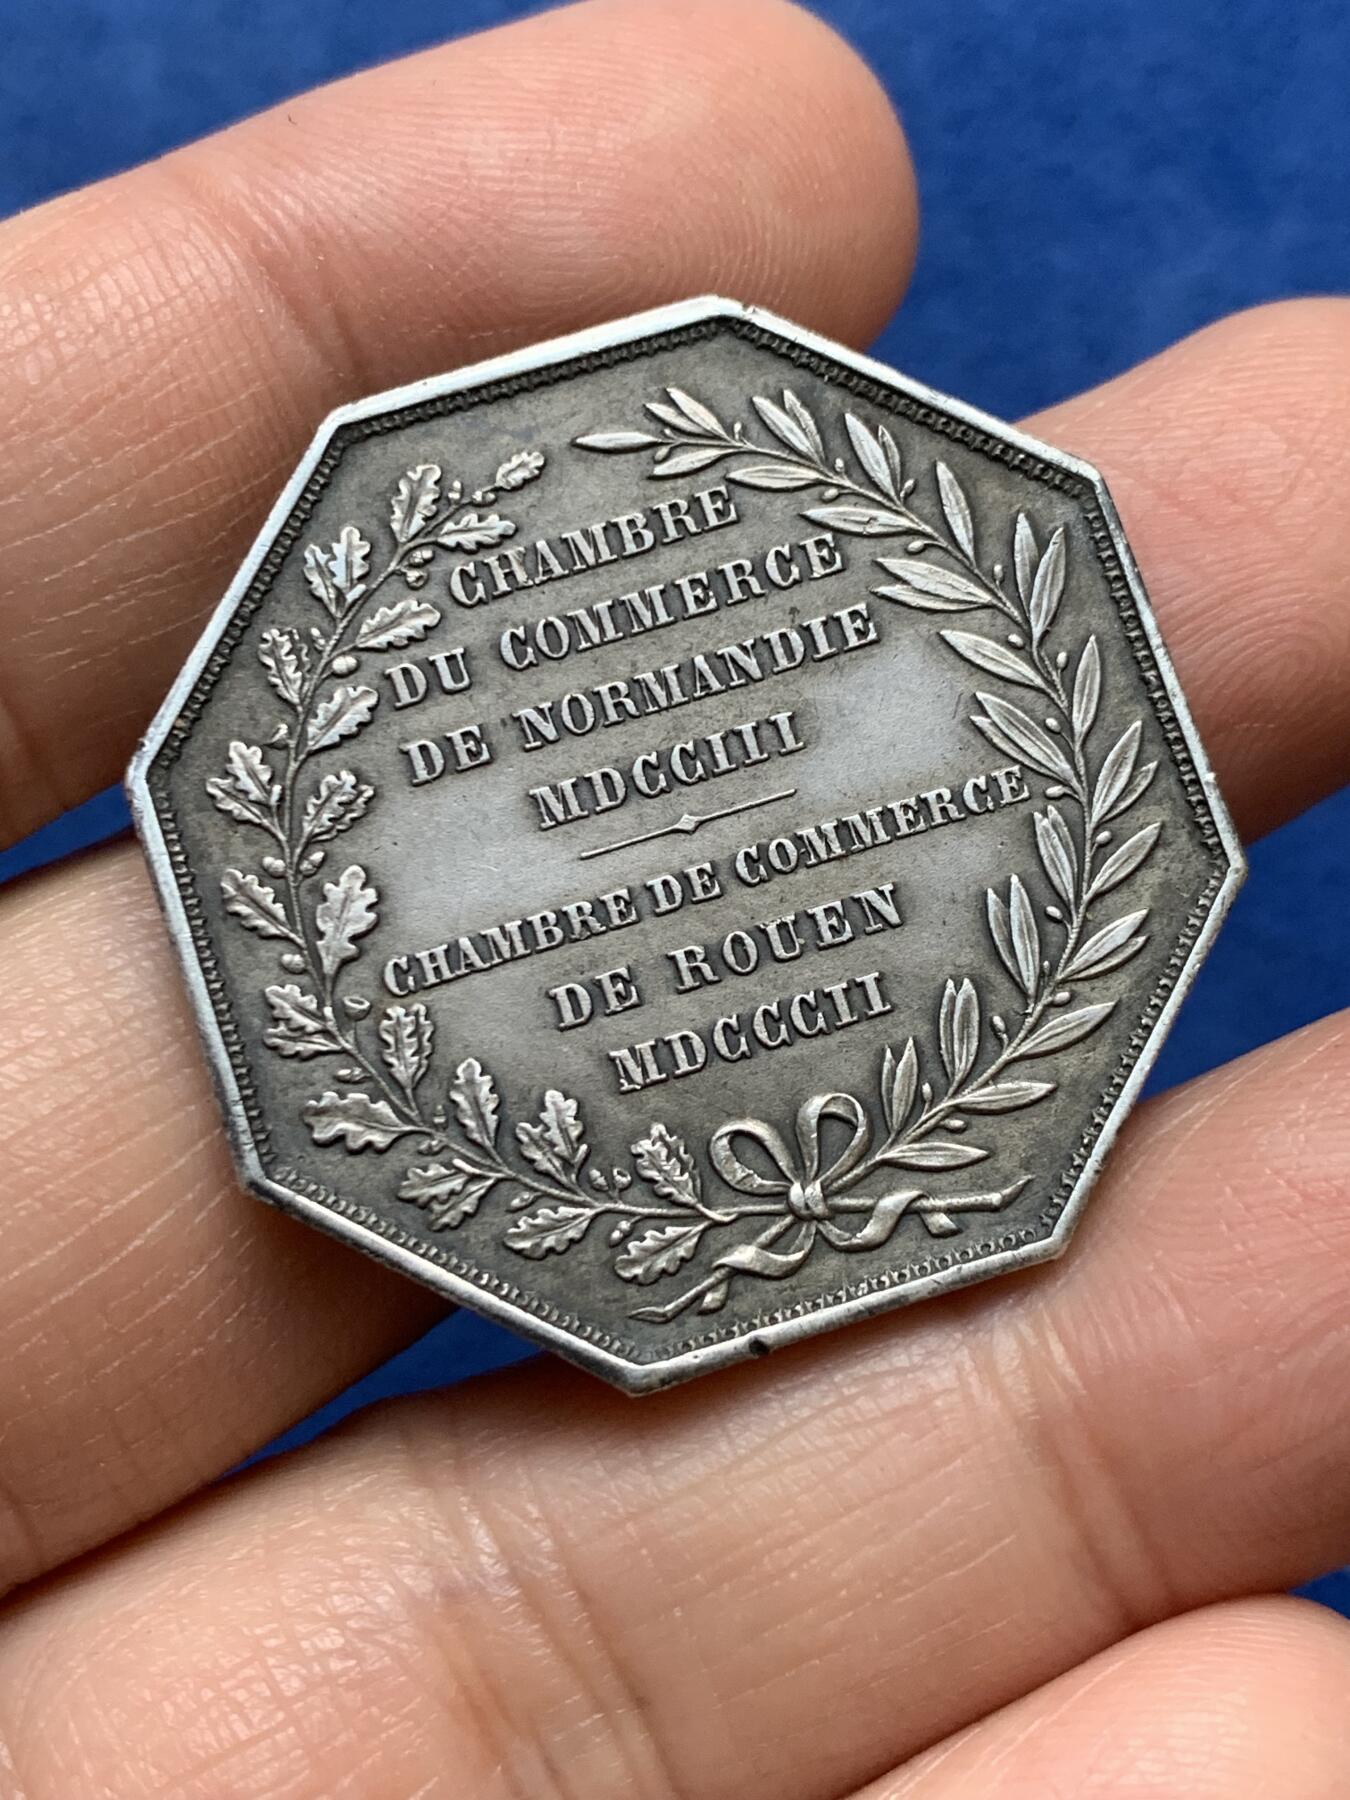 CHAMBRE
DU COMMERCE
DE NORMANDIE
MDCCIII
CHAMBRE DE COMMERCE
DE ROUEN
MDCCCII